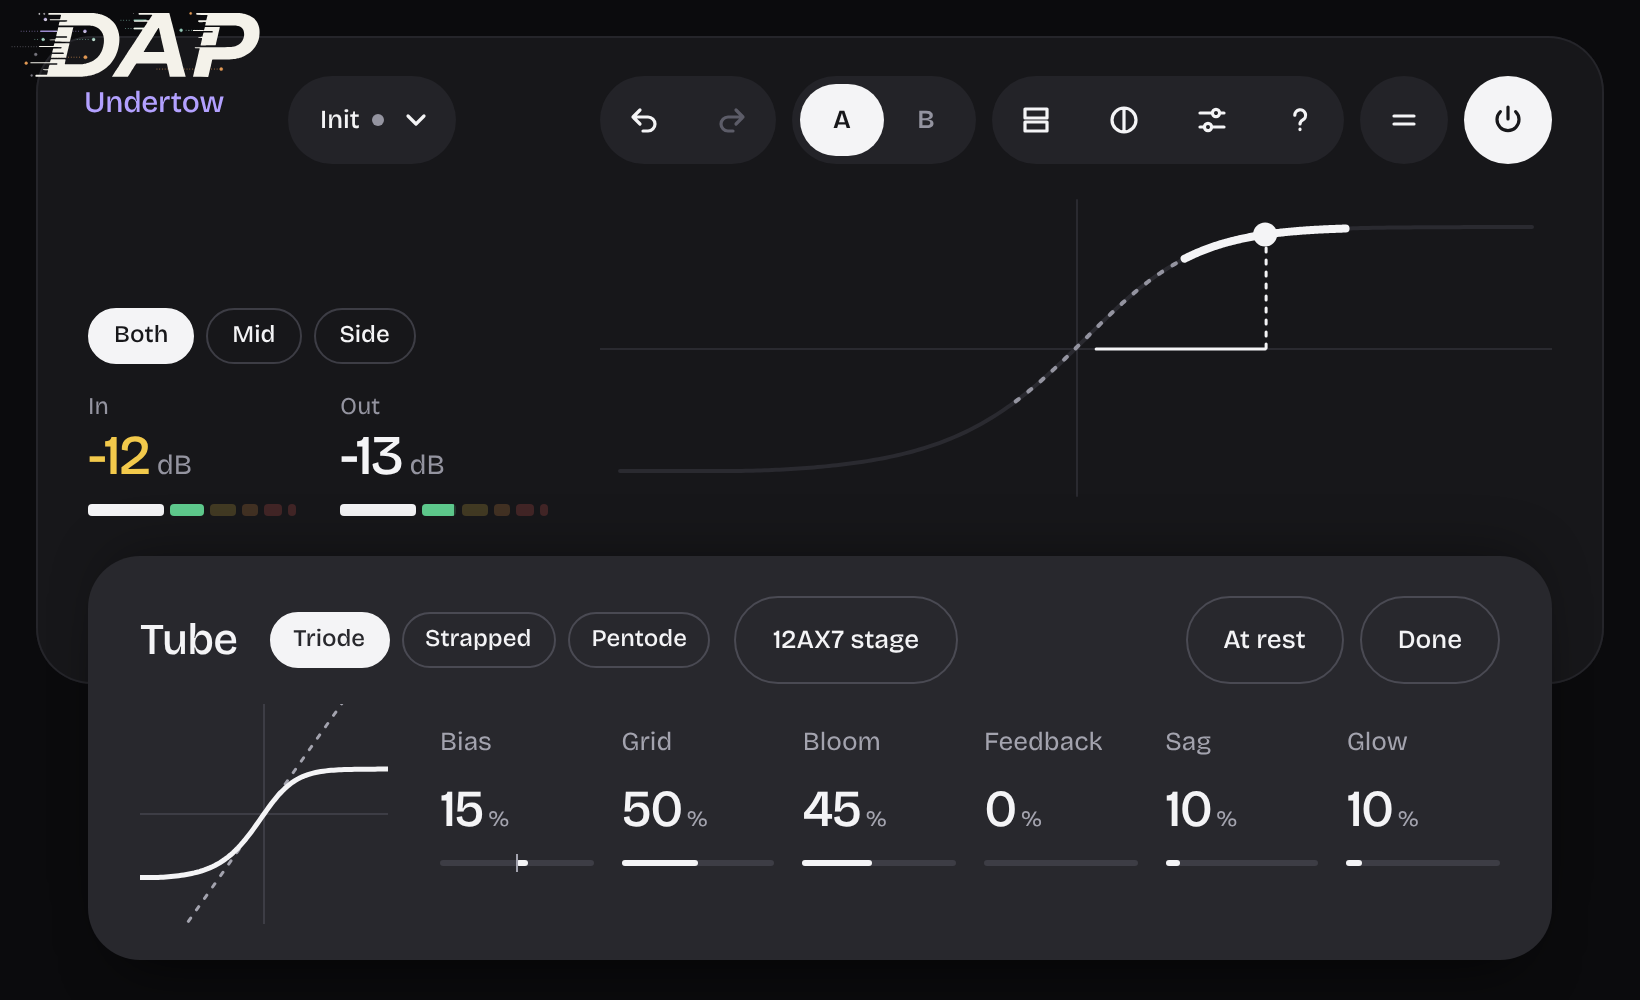 DAP
Undertow
Init
A B ?
Both Mid Side
In Out
-12 dB -13 dB
Tube Triode Strapped Pentode 12AX7 stage At rest Done
Bias Grid Bloom Feedback Sag Glow
15 % 50 % 45 % 0 % 10 % 10 %